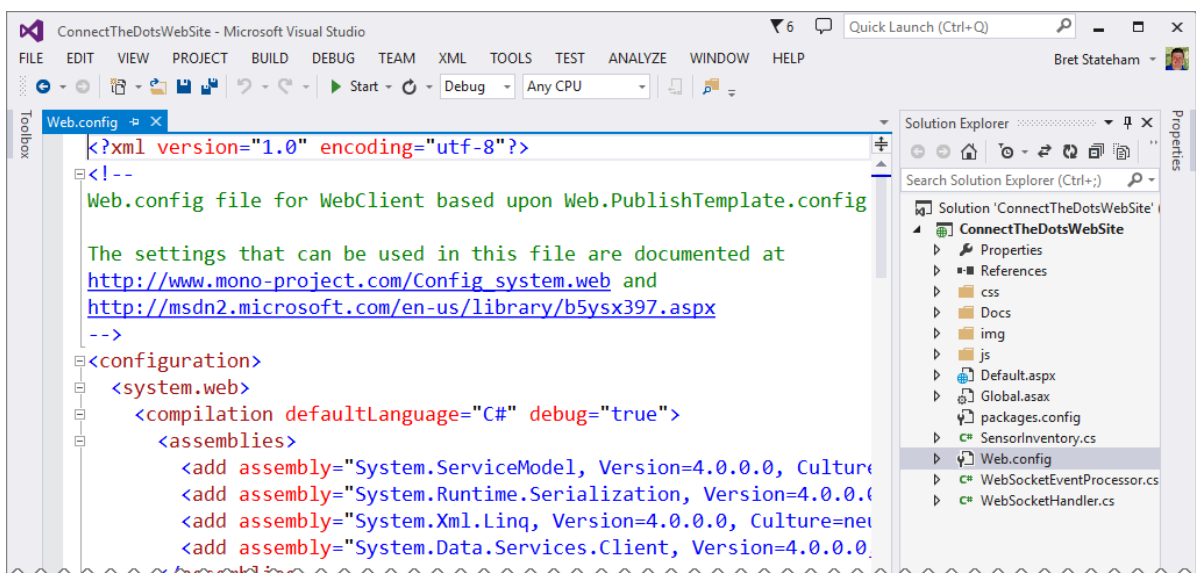 ConnectTheDotsWebSite - Microsoft Visual Studio
6
Quick Launch (Ctrl+Q)
FILE EDIT VIEW PROJECT BUILD DEBUG TEAM XML TOOLS TEST ANALYZE WINDOW HELP
Bret Stateham
Start
Debug
Any CPU
Toolbox
Web.config
<?xml version="1.0" encoding="utf-8"?>
<!--
Web.config file for WebClient based upon Web.PublishTemplate.config
The settings that can be used in this file are documented at
http://www.mono-project.com/Config_system.web and
http://msdn2.microsoft.com/en-us/library/b5ysx397.aspx
-->
<configuration>
<system.web>
<compilation defaultLanguage="C#" debug="true">
<assemblies>
<add assembly="System.ServiceModel, Version=4.0.0.0, Culture
<add assembly="System.Runtime.Serialization, Version=4.0.0.0
<add assembly="System.Xml.Linq, Version=4.0.0.0, Culture=neu
<add assembly="System.Data.Services.Client, Version=4.0.0.0,
Solution Explorer
Search Solution Explorer (Ctrl+;)
Solution 'ConnectTheDotsWebSite' (
ConnectTheDotsWebSite
Properties
References
css
Docs
img
js
Default.aspx
Global.asax
packages.config
C# SensorInventory.cs
Web.config
C# WebSocketEventProcessor.cs
C# WebSocketHandler.cs
Properties